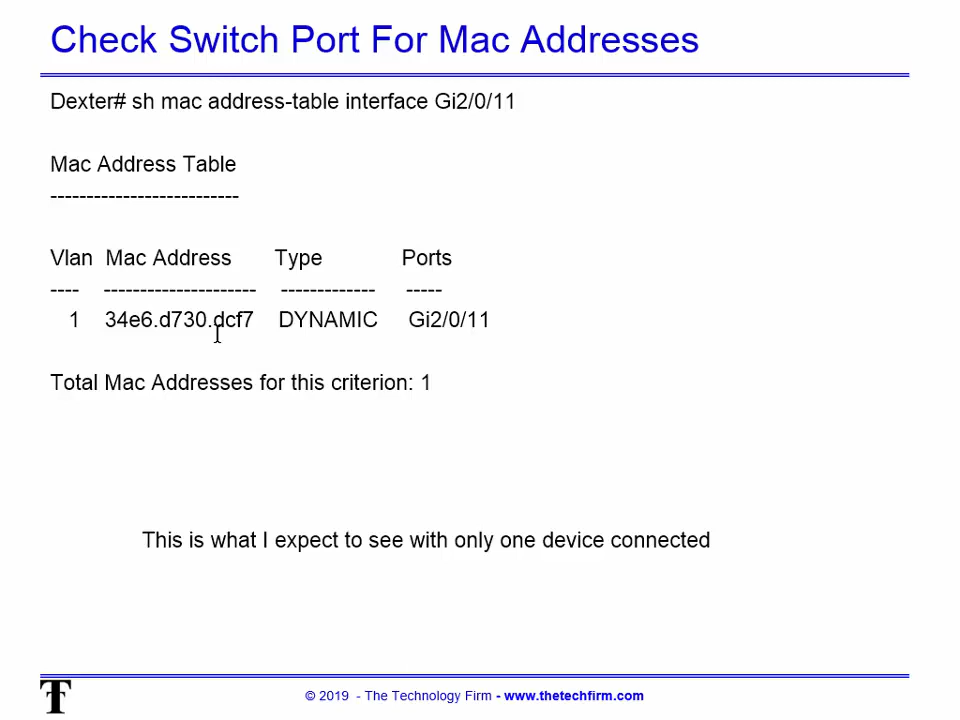 Check Switch Port For Mac Addresses
Dexter# sh mac address-table interface Gi2/0/11
Mac Address Table
--------------------------
Vlan Mac Address Type Ports
---- --------------------- ------------- -----
1 34e6.d730.dcf7 DYNAMIC Gi2/0/11
Total Mac Addresses for this criterion: 1
This is what I expect to see with only one device connected
© 2019 - The Technology Firm - www.thetechfirm.com